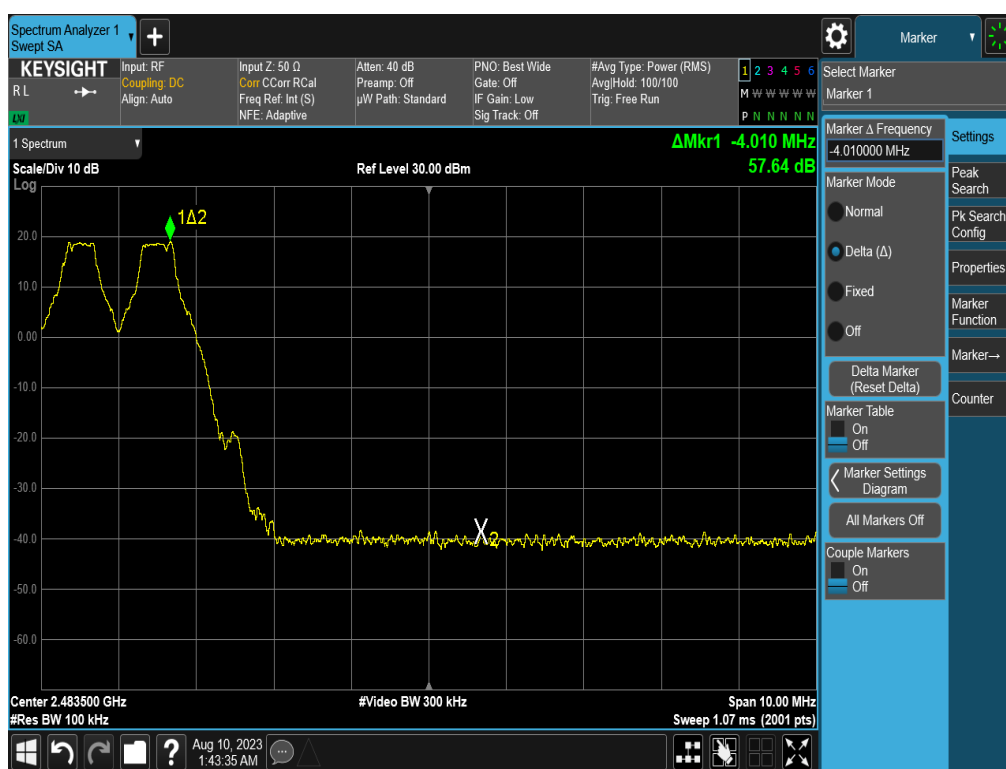 Spectrum Analyzer 1
Swept SA
Marker
KEYSIGHT
R L
LXI
Input: RF
Coupling: DC
Align: Auto
Input Z: 50 Ω
Corr CCorr RCal
Freq Ref: Int (S)
NFE: Adaptive
Atten: 40 dB
Preamp: Off
µW Path: Standard
PNO: Best Wide
Gate: Off
IF Gain: Low
Sig Track: Off
#Avg Type: Power (RMS)
Avg|Hold: 100/100
Trig: Free Run
1 2 3 4 5 6
M W W W W W
P N N N N N
Select Marker
Marker 1
1 Spectrum
Scale/Div 10 dB
Log
Ref Level 30.00 dBm
ΔMkr1 -4.010 MHz
57.64 dB
1Δ2
20.0
10.0
0.00
-10.0
-20.0
-30.0
-40.0
-50.0
-60.0
X2
Center 2.483500 GHz
#Res BW 100 kHz
#Video BW 300 kHz
Span 10.00 MHz
Sweep 1.07 ms (2001 pts)
Marker Δ Frequency
-4.010000 MHz
Marker Mode
Normal
Delta (Δ)
Fixed
Off
Delta Marker
(Reset Delta)
Marker Table
On
Off
Marker Settings
Diagram
All Markers Off
Couple Markers
On
Off
Settings
Peak
Search
Pk Search
Config
Properties
Marker
Function
Marker→
Counter
?
Aug 10, 2023
1:43:35 AM